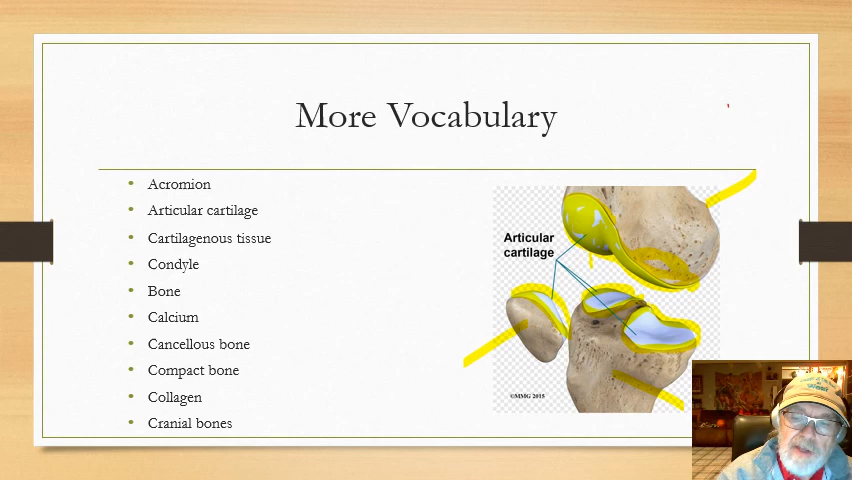 More Vocabulary
• Acromion
• Articular cartilage
• Cartilagenous tissue
• Condyle
• Bone
• Calcium
• Cancellous bone
• Compact bone
• Collagen
• Cranial bones
Articular
cartilage
©MMG 2015